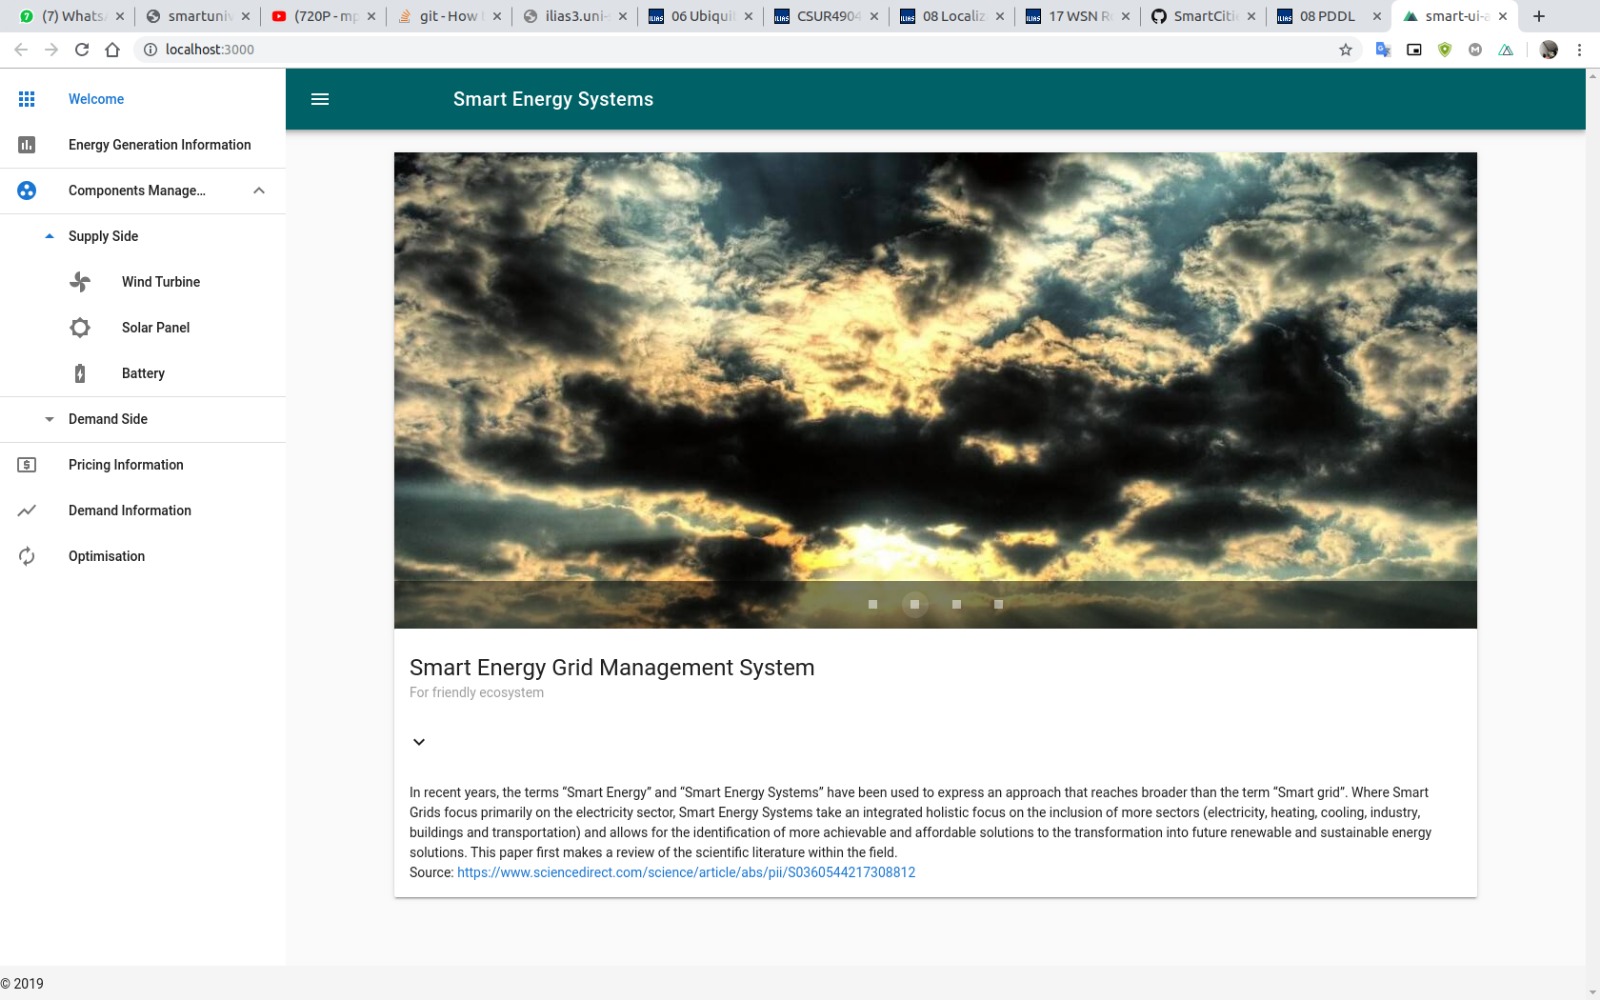 (7) Whats
smartuni
(720P - mp
git - How
ilias3.uni-
06 Ubiqui
CSUR4904
08 Localiz
17 WSN R
SmartCiti
08 PDDL
smart-ui-a
localhost:3000
Welcome
Energy Generation Information
Components Manage...
Supply Side
Wind Turbine
Solar Panel
Battery
Demand Side
Pricing Information
Demand Information
Optimisation
Smart Energy Systems
Smart Energy Grid Management System
For friendly ecosystem
In recent years, the terms “Smart Energy” and “Smart Energy Systems” have been used to express an approach that reaches broader than the term “Smart grid”. Where Smart
Grids focus primarily on the electricity sector, Smart Energy Systems take an integrated holistic focus on the inclusion of more sectors (electricity, heating, cooling, industry,
buildings and transportation) and allows for the identification of more achievable and affordable solutions to the transformation into future renewable and sustainable energy
solutions. This paper first makes a review of the scientific literature within the field.
Source: https://www.sciencedirect.com/science/article/abs/pii/S0360544217308812
© 2019